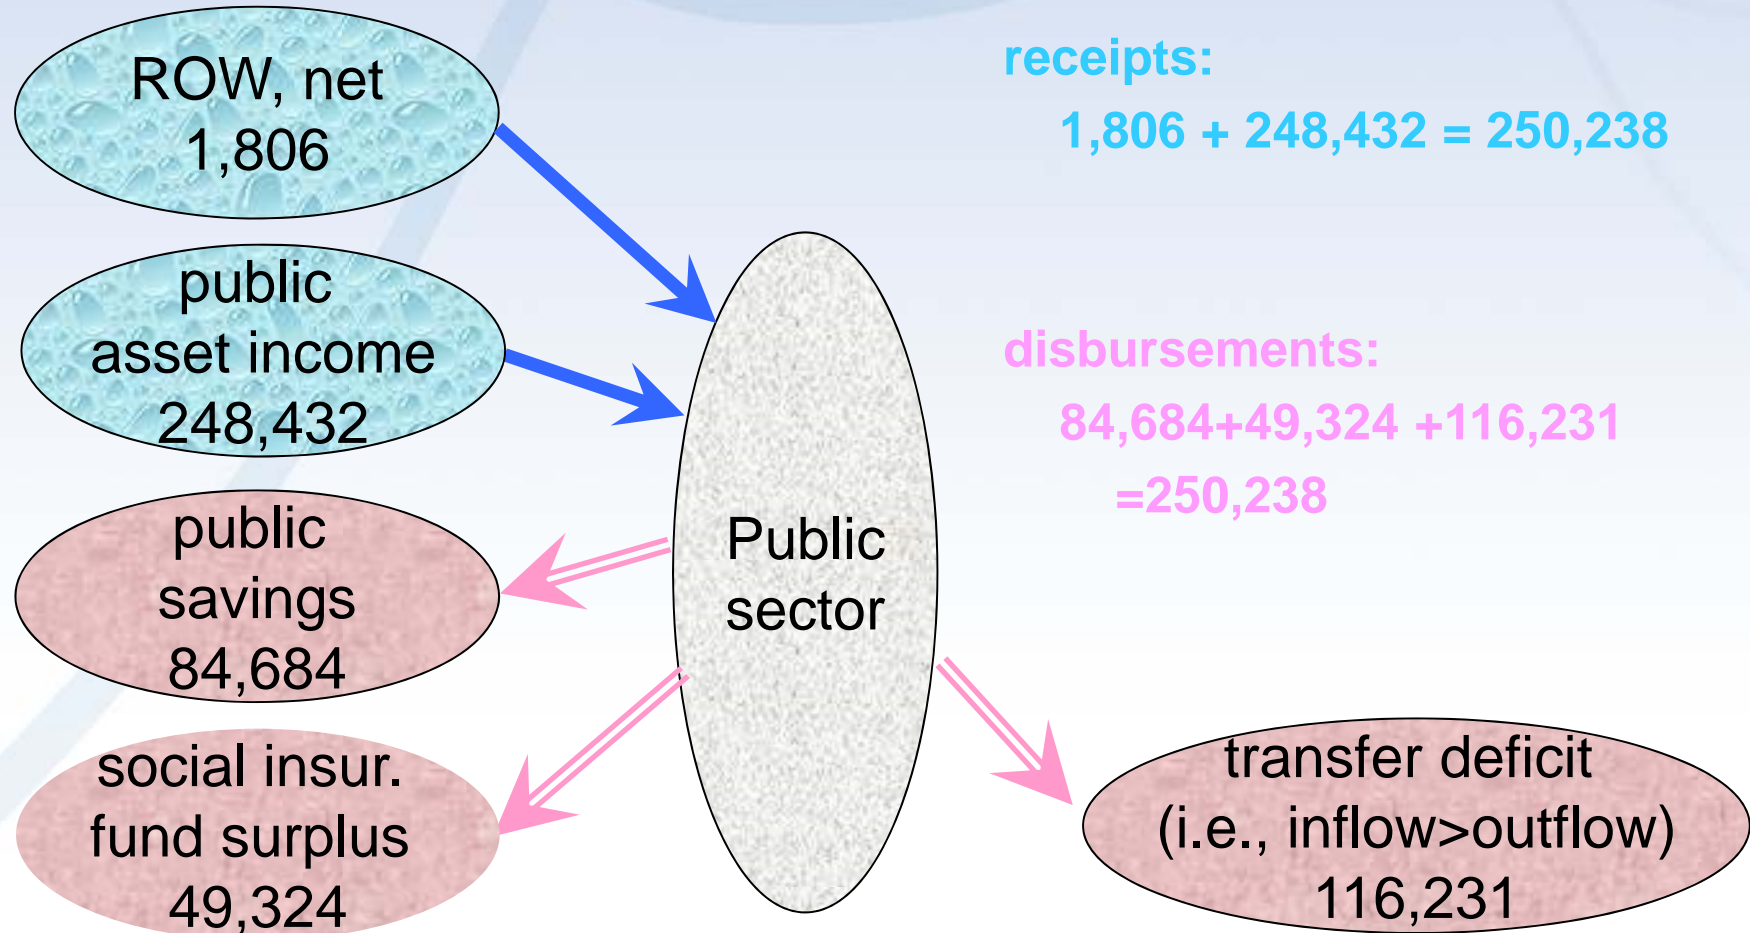 ROW, net
1,806
public
asset income
248,432
public
savings
84,684
social insur.
fund surplus
49,324
Public
sector
receipts:
1,806 + 248,432 = 250,238
disbursements:
84,684+49,324 +116,231
=250,238
transfer deficit
(i.e., inflow>outflow)
116,231